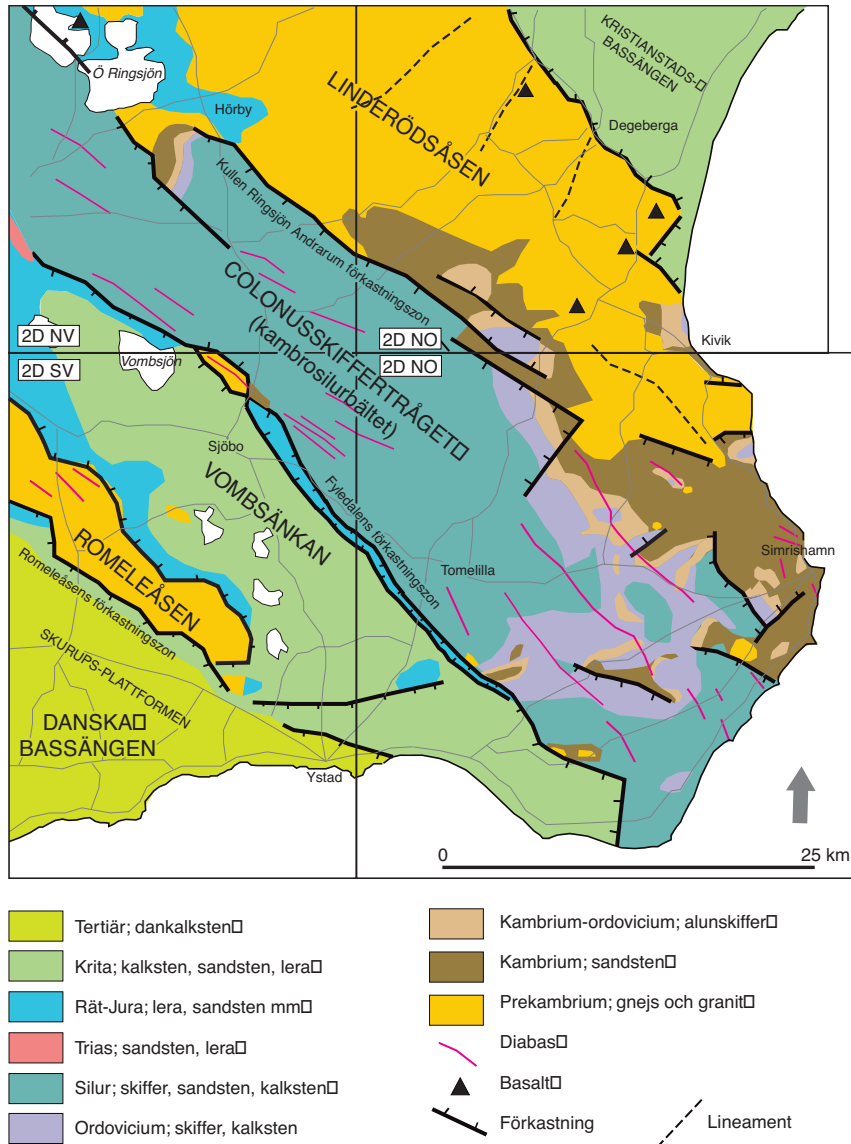 KRISTIANSTADS-□
BASSÄNGEN
Ö Ringsjön
LINDERÖDSÅSEN
Hörby
Degeberga
Kullen Ringsjön Andrarum förkastningszon
COLONUSSKIFFERTRÅGET□
(kambrosilurbältet)
2D NV
2D NO
Kivik
2D SV
2D NO
Vombsjön
Sjöbo
VOMBSÄNKAN
Fyledalens förkastningszon
Simrishamn
Tomelilla
ROMELEÅSEN
Romeleåsens förkastningszon
SKURUPS-PLATTFORMEN
DANSKA□
BASSÄNGEN
Ystad
0
25 km
Tertiär; dankalksten□
Krita; kalksten, sandsten, lera□
Rät-Jura; lera, sandsten mm□
Trias; sandsten, lera□
Silur; skiffer, sandsten, kalksten□
Ordovicium; skiffer, kalksten
Kambrium-ordovicium; alunskiffer□
Kambrium; sandsten□
Prekambrium; gnejs och granit□
Diabas□
Basalt□
Förkastning
Lineament